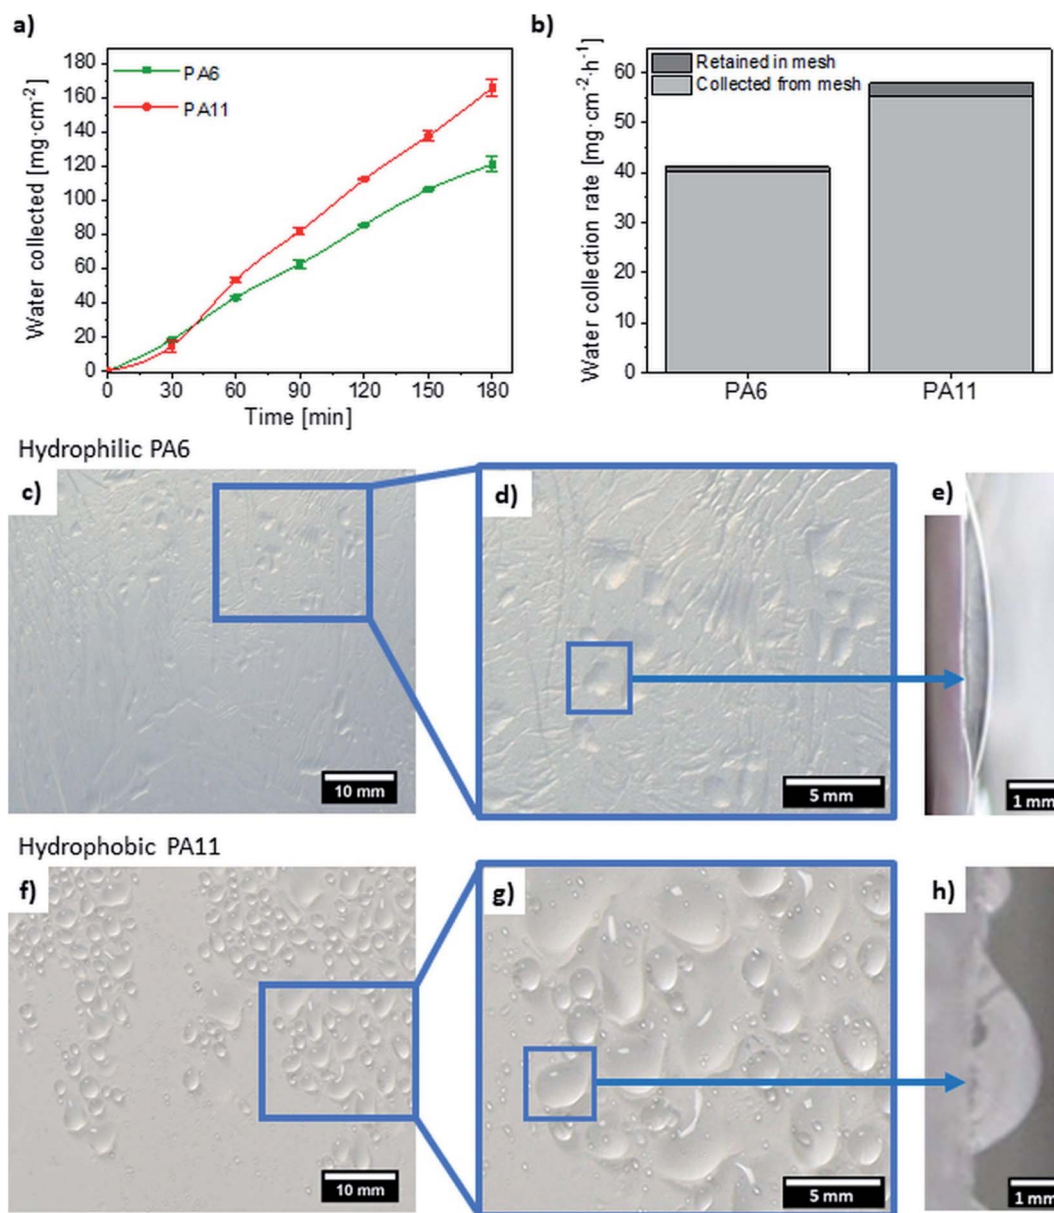 a)
Water collected [mg·cm⁻²]
180
160
140
120
100
80
60
40
20
0
PA6
PA11
0 30 60 90 120 150 180
Time [min]
b)
Water collection rate [mg·cm⁻²·h⁻¹]
60
50
40
30
20
10
0
Retained in mesh
Collected from mesh
PA6 PA11
Hydrophilic PA6
c)
10 mm
d)
5 mm
e)
1 mm
Hydrophobic PA11
f)
10 mm
g)
5 mm
h)
1 mm